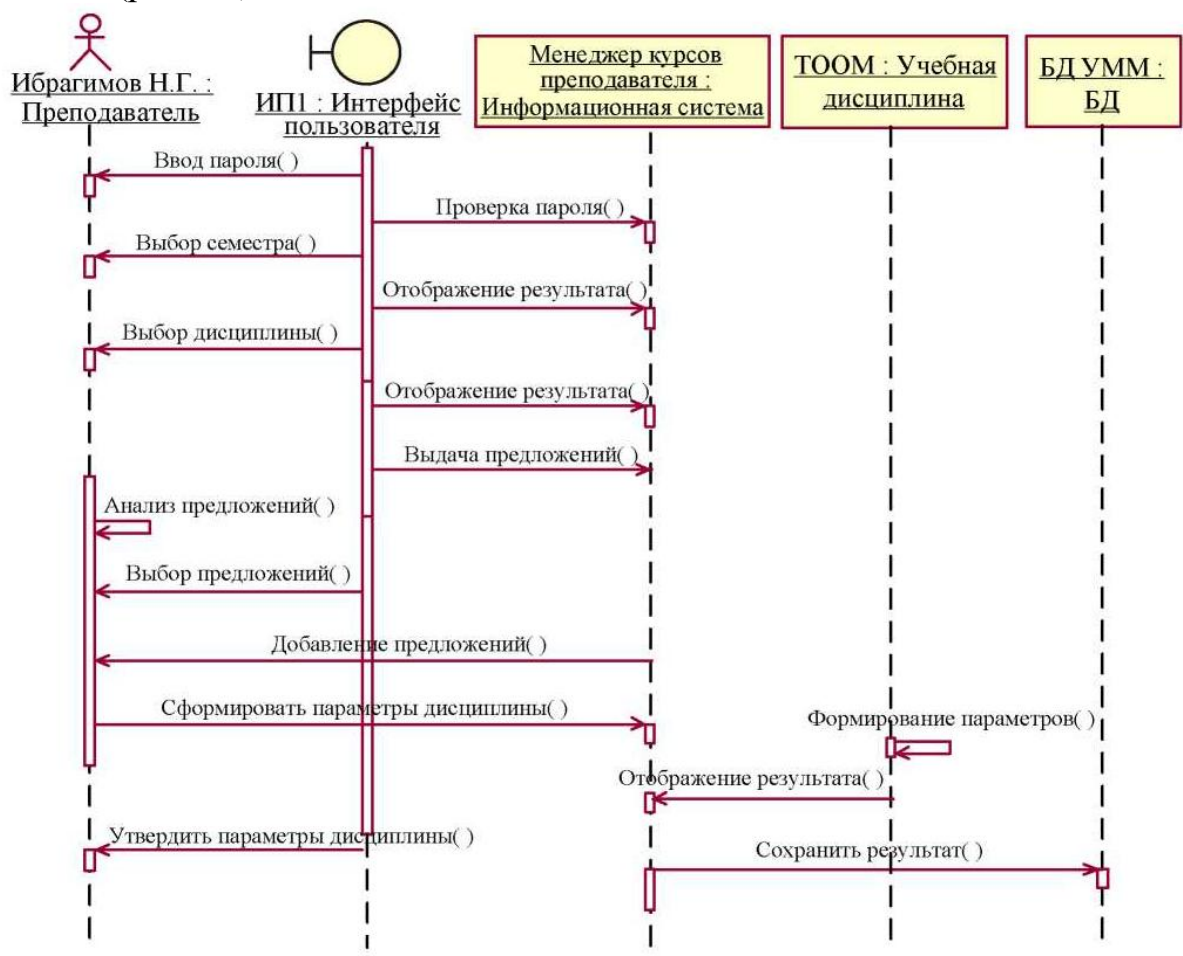 Ибрагимов Н.Г. :
Преподаватель
ИП1 : Интерфейс
пользователя
Менеджер курсов
преподавателя :
Информационная система
ТООМ : Учебная
дисциплина
БД УММ :
БД
Ввод пароля( )
Проверка пароля( )
Выбор семестра( )
Отображение результата( )
Выбор дисциплины( )
Отображение результата( )
Выдача предложений( )
Анализ предложений( )
Выбор предложений( )
Добавление предложений( )
Сформировать параметры дисциплины( )
Формирование параметров( )
Отображение результата( )
Утвердить параметры дисциплины( )
Сохранить результат( )